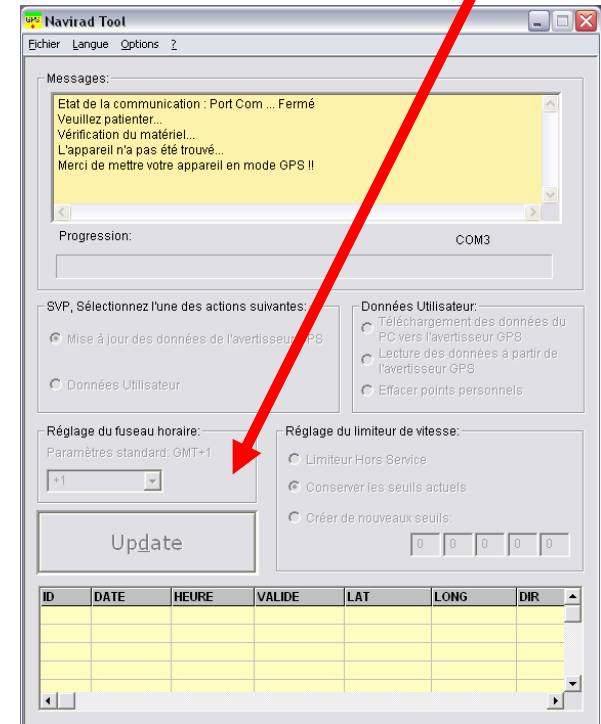 GPS Navirad Tool
Fichier Langue Options ?
Messages:
Etat de la communication : Port Com ... Fermé
Veuillez patienter...
Vérification du matériel...
L'appareil n'a pas été trouvé...
Merci de mettre votre appareil en mode GPS !!
Progression:
COM3
SVP, Sélectionnez l'une des actions suivantes:
Mise à jour des données de l'avertisseur GPS
Données Utilisateur
Données Utilisateur:
Téléchargement des données du
PC vers l'avertisseur GPS
Lecture des données à partir de
l'avertisseur GPS
Effacer points personnels
Réglage du fuseau horaire:
Paramètres standard: GMT+1
+1
Réglage du limiteur de vitesse:
Limiteur Hors Service
Conserver les seuils actuels
Créer de nouveaux seuils:
0 0 0 0 0
Update
ID DATE HEURE VALIDE LAT LONG DIR